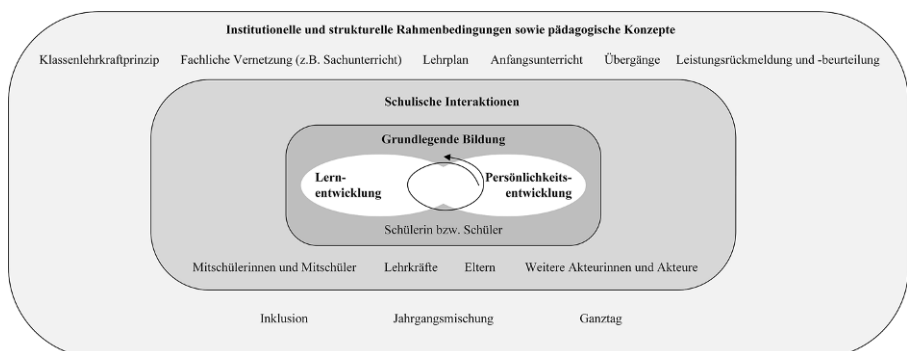 Institutionelle und strukturelle Rahmenbedingungen sowie pädagogische Konzepte
Klassenlehrkraftprinzip Fachliche Vernetzung (z.B. Sachunterricht) Lehrplan Anfangsunterricht Übergänge Leistungsrückmeldung und -beurteilung
Schulische Interaktionen
Grundlegende Bildung
Lern-
entwicklung
Persönlichkeits-
entwicklung
Schülerin bzw. Schüler
Mitschülerinnen und Mitschüler Lehrkräfte Eltern Weitere Akteurinnen und Akteure
Inklusion Jahrgangsmischung Ganztag